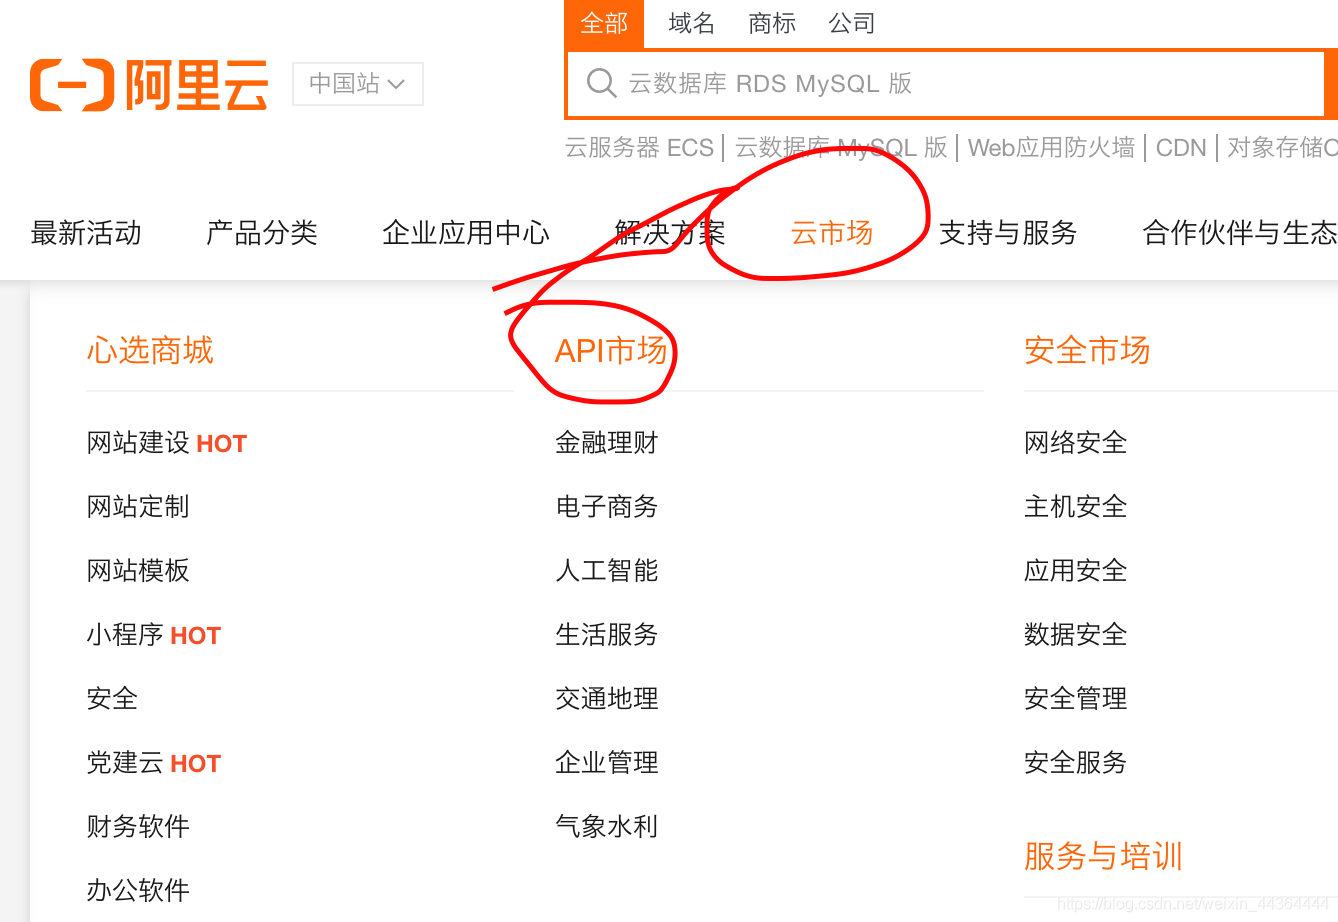 全部 域名 商标 公司
阿里云 中国站
云数据库 RDS MySQL 版
云服务器 ECS | 云数据库 MySQL 版 | Web应用防火墙 | CDN | 对象存储
最新活动 产品分类 企业应用中心 解决方案 云市场 支持与服务 合作伙伴与生态
心选商城 API市场 安全市场
网站建设 HOT 金融理财 网络安全
网站定制 电子商务 主机安全
网站模板 人工智能 应用安全
小程序 HOT 生活服务 数据安全
安全 交通地理 安全管理
党建云 HOT 企业管理 安全服务
财务软件 气象水利
服务与培训
办公软件
https://blog.csdn.net/weixin_44364444